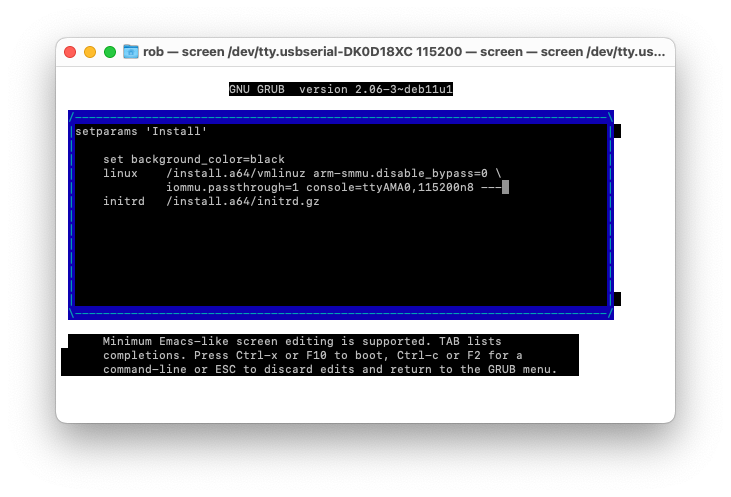 rob — screen /dev/tty.usbserial-DK0D18XC 115200 — screen — screen /dev/tty.us...
GNU GRUB  version 2.06-3~deb11u1
setparams 'Install'
set background_color=black
linux    /install.a64/vmlinuz arm-smmu.disable_bypass=0 \
iommu.passthrough=1 console=ttyAMA0,115200n8 ---
initrd   /install.a64/initrd.gz
Minimum Emacs-like screen editing is supported. TAB lists
completions. Press Ctrl-x or F10 to boot, Ctrl-c or F2 for a
command-line or ESC to discard edits and return to the GRUB menu.